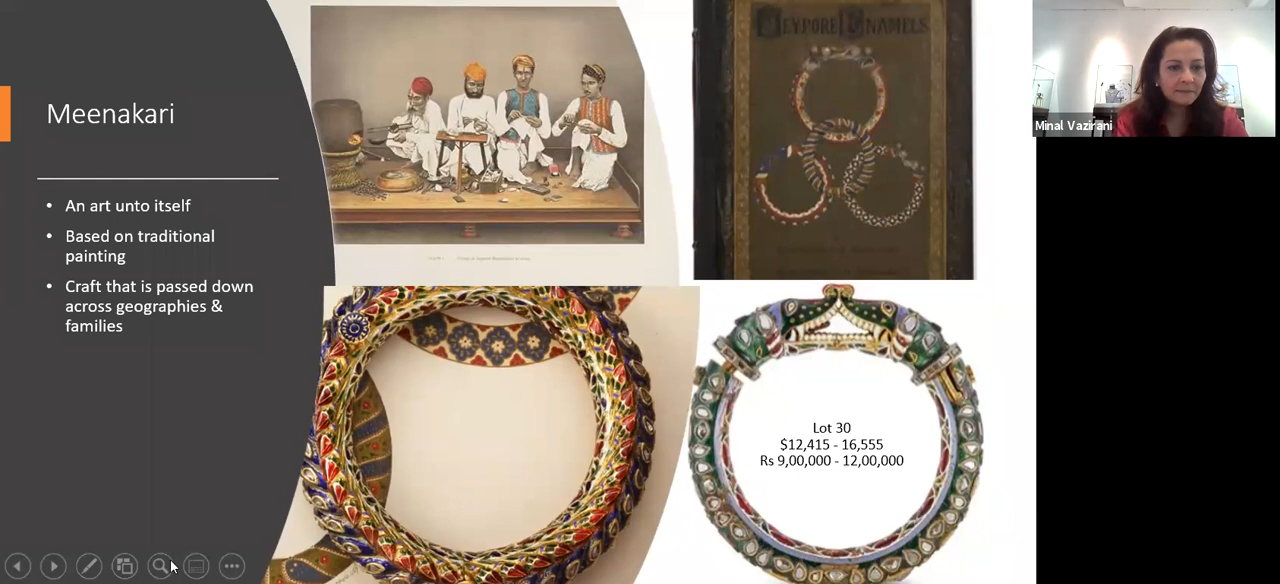 Meenakari
• An art unto itself
• Based on traditional
painting
• Craft that is passed down
across geographies &
families
JEYPORE ENAMELS
Lot 30
$12,415 - 16,555
Rs 9,00,000 - 12,00,000
Minal Vazirani